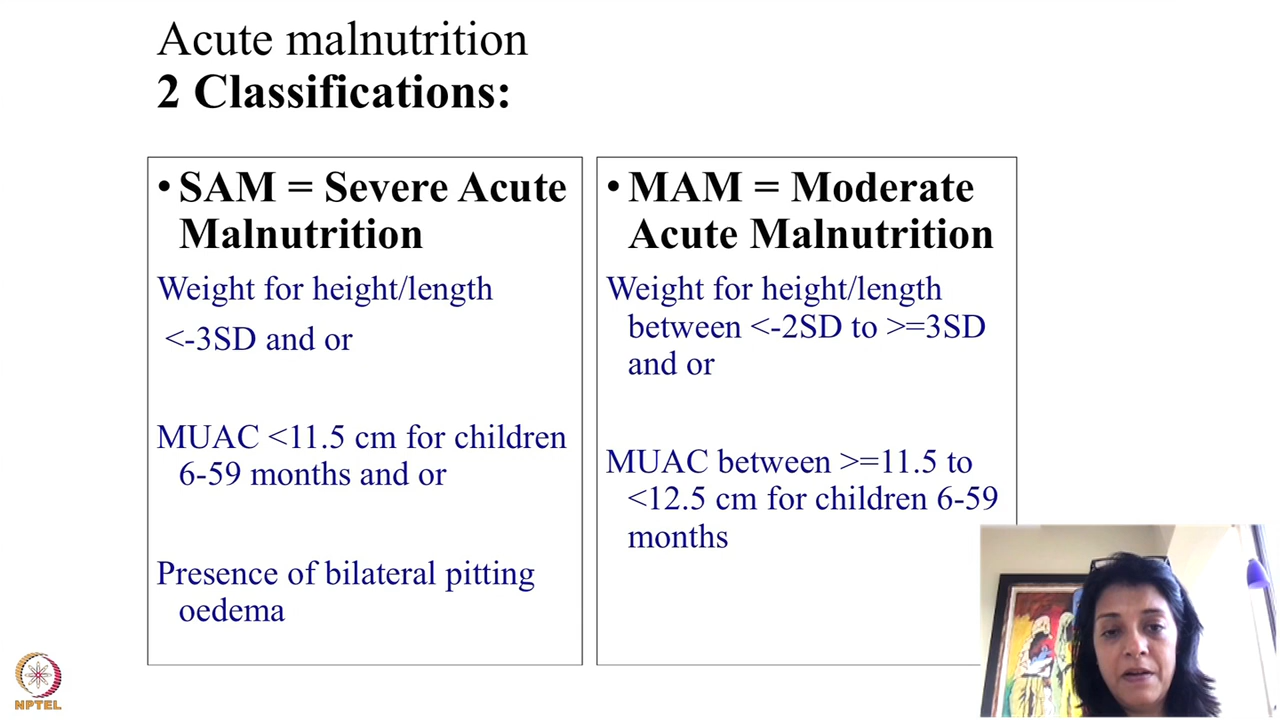 Acute malnutrition
2 Classifications:
• SAM = Severe Acute
Malnutrition
Weight for height/length
<-3SD and or
MUAC <11.5 cm for children
6-59 months and or
Presence of bilateral pitting
oedema
• MAM = Moderate
Acute Malnutrition
Weight for height/length
between <-2SD to >=3SD
and or
MUAC between >=11.5 to
<12.5 cm for children 6-59
months
NPTEL